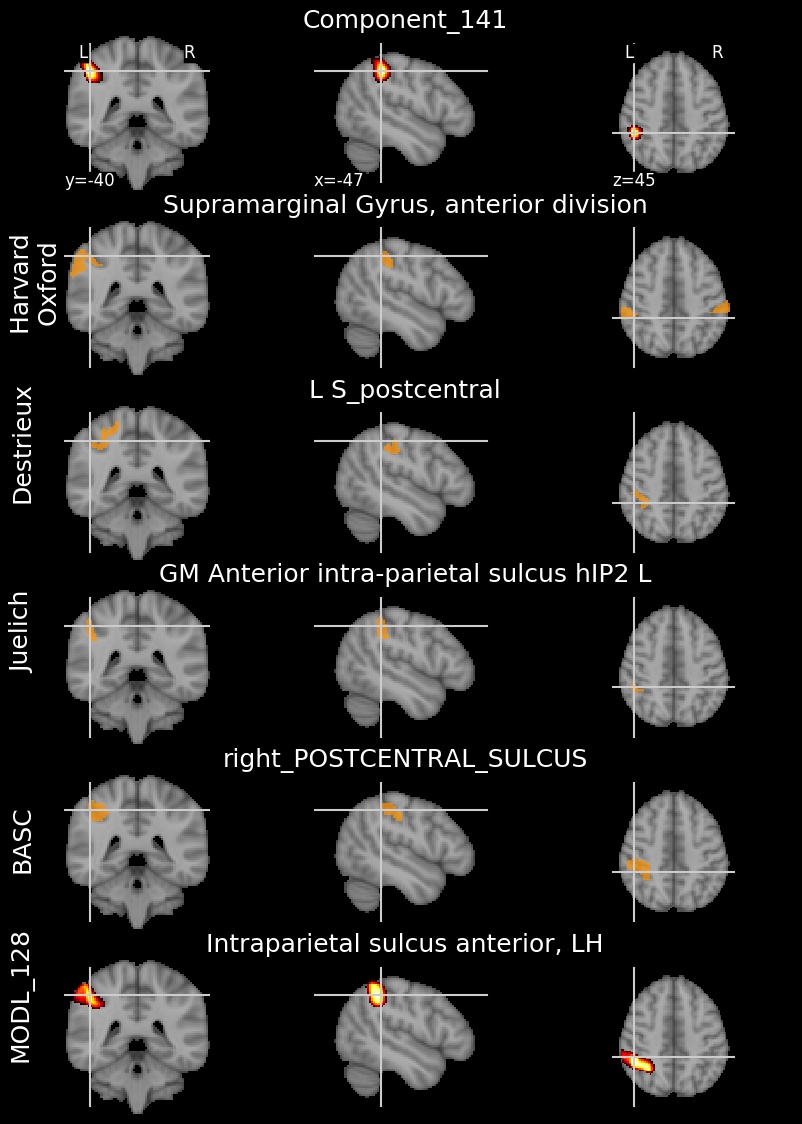 Component_141
L
R
L
R
y=-40
x=-47
z=45
Supramarginal Gyrus, anterior division
Harvard
Oxford
L S_postcentral
Destrieux
GM Anterior intra-parietal sulcus hIP2 L
Juelich
right_POSTCENTRAL_SULCUS
BASC
Intraparietal sulcus anterior, LH
MODL_128